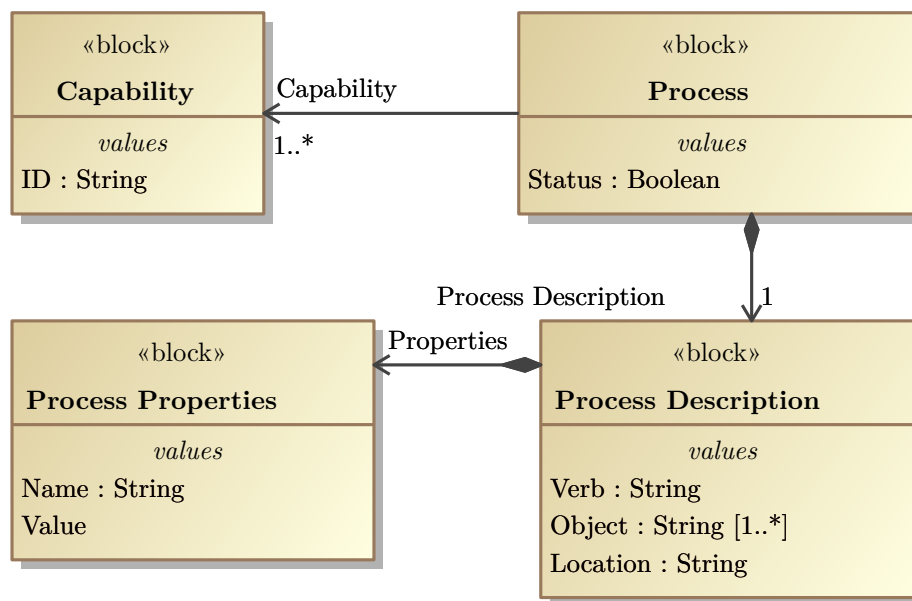 «block»
Capability
values
ID : String
Capability
1..*
«block»
Process
values
Status : Boolean
Process Description
1
«block»
Process Properties
values
Name : String
Value
Properties
«block»
Process Description
values
Verb : String
Object : String [1..*]
Location : String